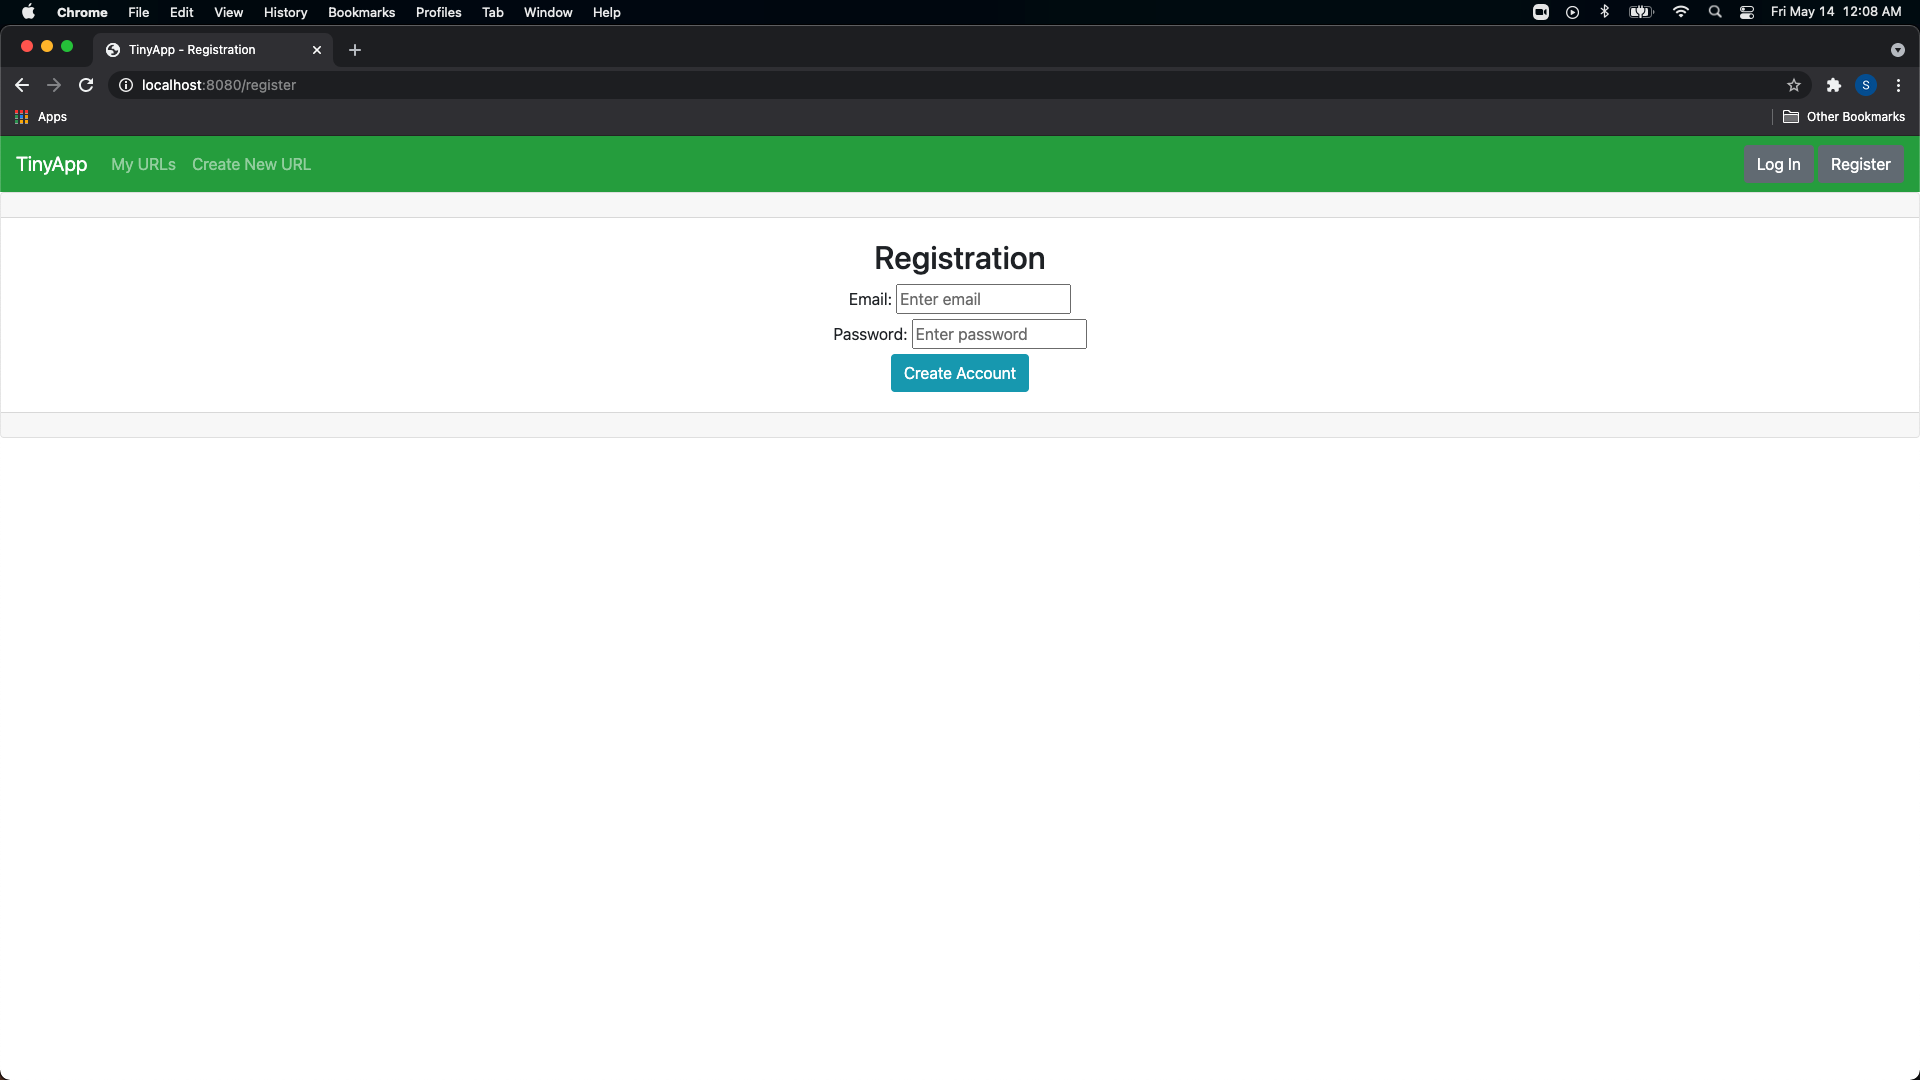 Chrome File Edit View History Bookmarks Profiles Tab Window Help Fri May 14 12:08 AM
TinyApp - Registration
localhost:8080/register S
Apps Other Bookmarks
TinyApp My URLs Create New URL Log In Register
Registration
Email: Enter email
Password: Enter password
Create Account